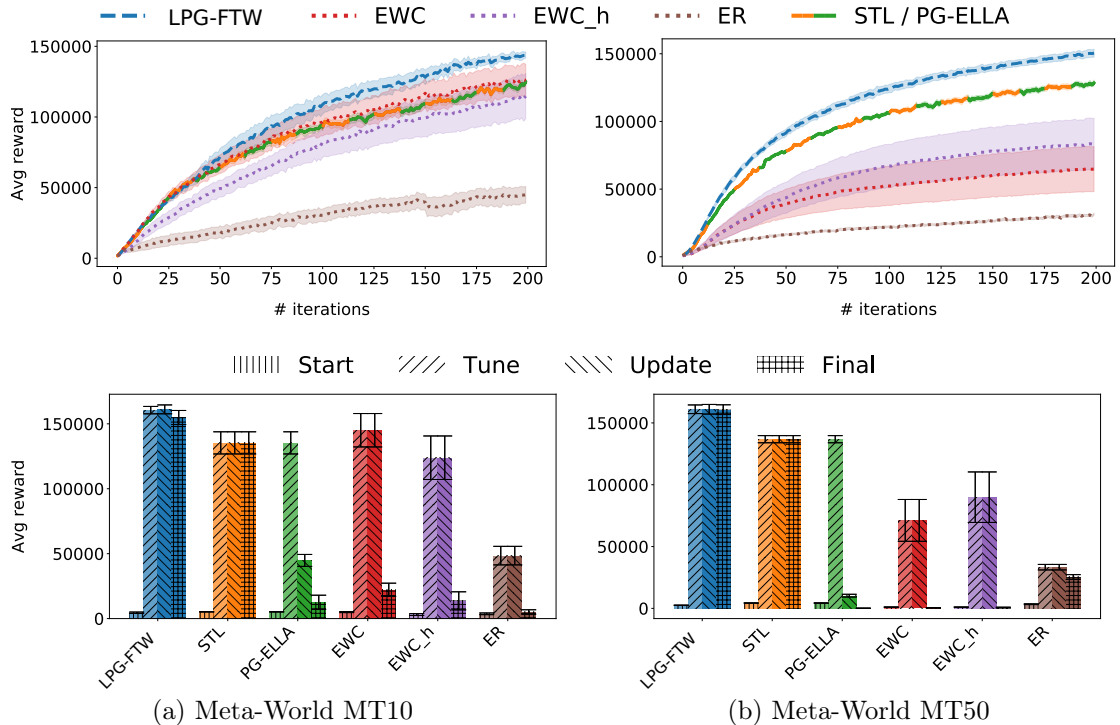 LPG-FTW EWC EWC_h ER STL / PG-ELLA
Avg reward
150000
100000
50000
0
0 25 50 75 100 125 150 175 200
# iterations
150000
100000
50000
0
0 25 50 75 100 125 150 175 200
# iterations
Start Tune Update Final
Avg reward
150000
100000
50000
0
LPG-FTW
STL
PG-ELLA
EWC
EWC_h
ER
(a) Meta-World MT10
150000
100000
50000
0
LPG-FTW
STL
PG-ELLA
EWC
EWC_h
ER
(b) Meta-World MT50